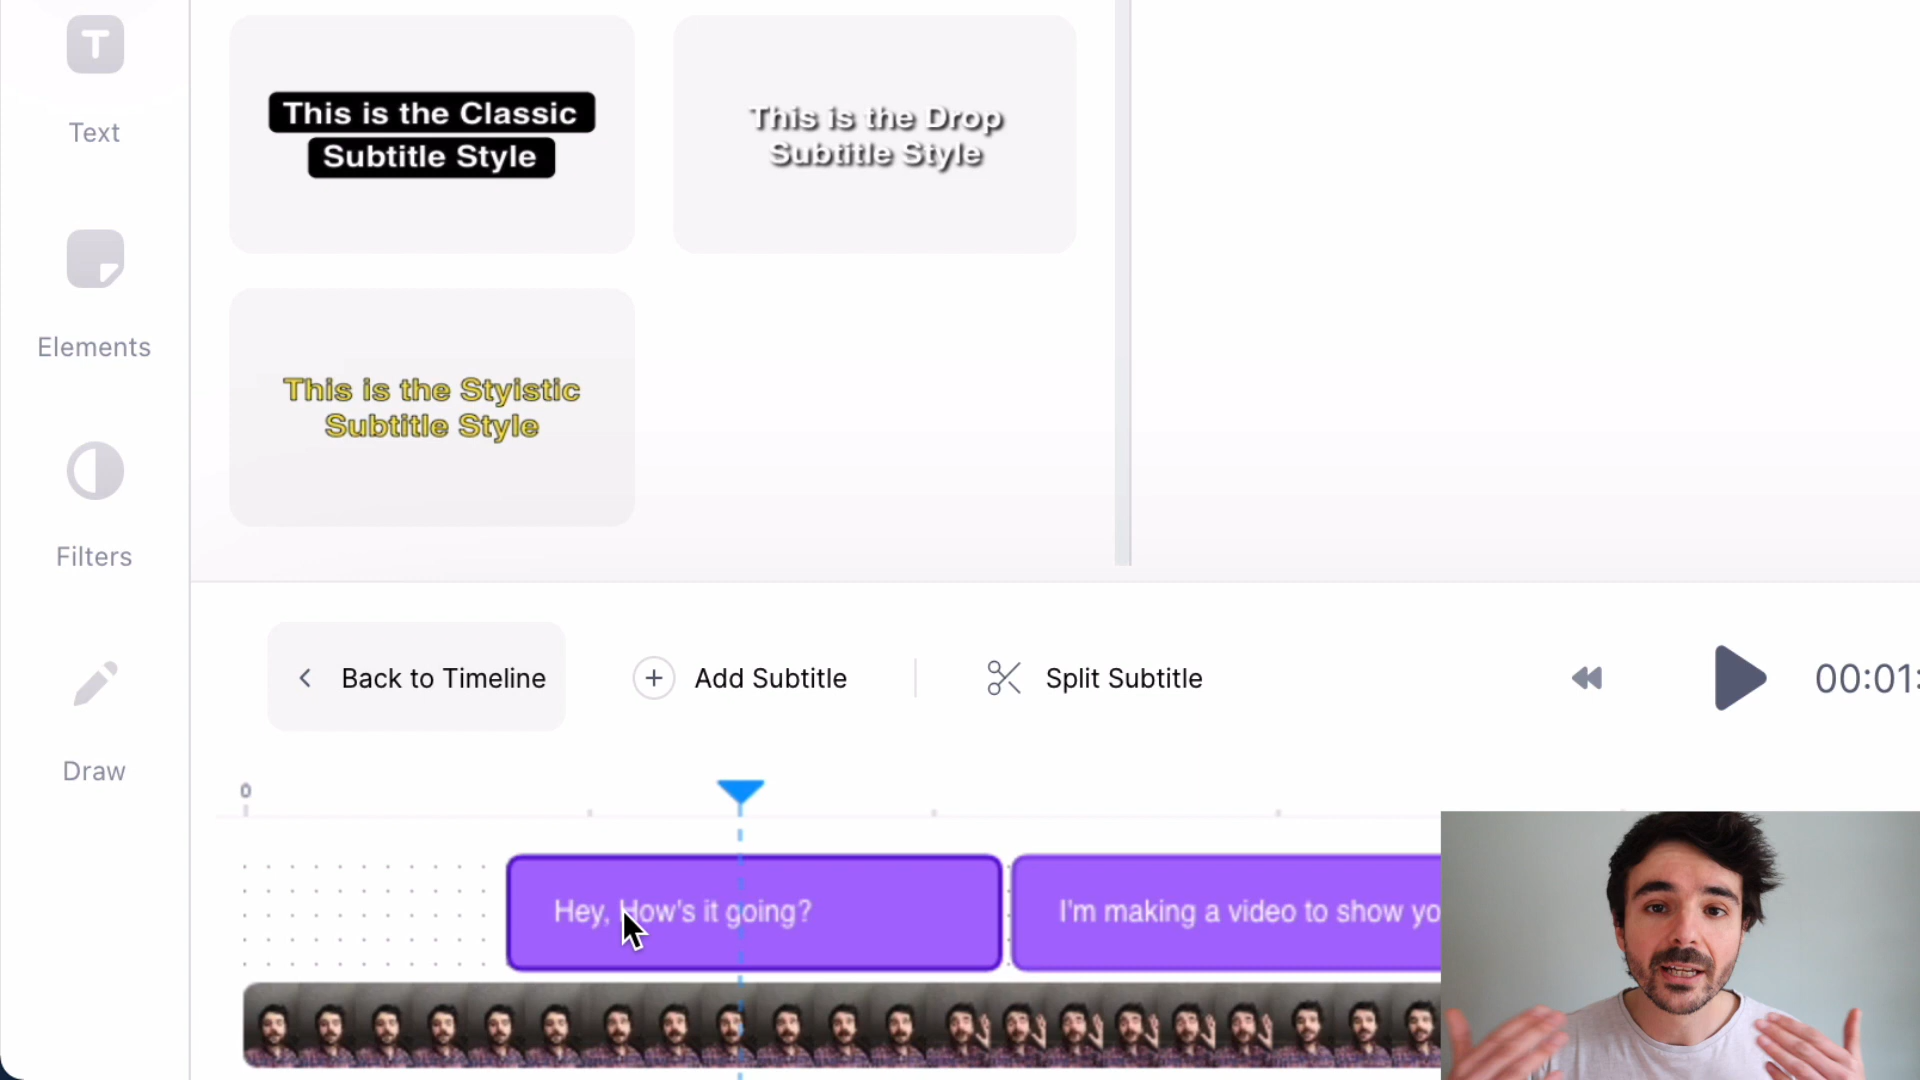 Text
Elements
Filters
Draw
This is the Classic
Subtitle Style
This is the Drop
Subtitle Style
This is the Styistic
Subtitle Style
Back to Timeline
Add Subtitle
Split Subtitle
00:01:
0
Hey, How's it going?
I'm making a video to show yo